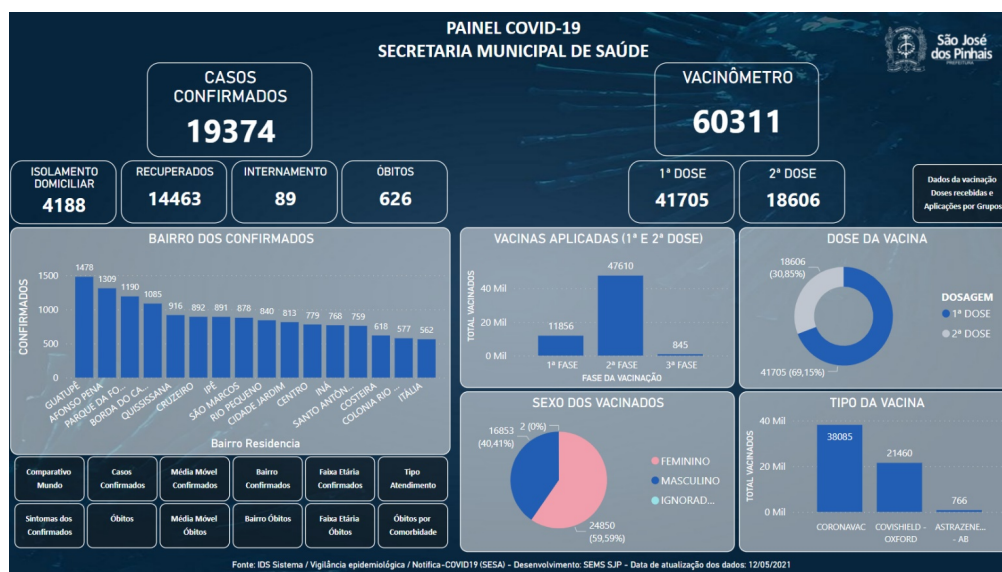 PAINEL COVID-19
SECRETARIA MUNICIPAL DE SAÚDE
São José
dos Pinhais
PREFEITURA
CASOS
CONFIRMADOS
19374
VACINÔMETRO
60311
ISOLAMENTO
DOMICILIAR
4188
RECUPERADOS
14463
INTERNAMENTO
89
ÓBITOS
626
1ª DOSE
41705
2ª DOSE
18606
Dados da vacinação
Doses recebidas e
Aplicações por Grupos
BAIRRO DOS CONFIRMADOS
CONFIRMADOS
1500
1000
500
0
1478
1309
1190
1085
916
892
891
878
840
813
779
768
759
618
577
562
GUATUPÊ
AFONSO PENA
PARQUE DA FO...
BORDA DO CA...
QUISSISANA
CRUZEIRO
IPÊ
SÃO MARCOS
RIO PEQUENO
CIDADE JARDIM
CENTRO
INÁ
SANTO ANTÔN...
COSTEIRA
COLONIA RIO ...
ITÁLIA
Bairro Residencia
VACINAS APLICADAS (1ª E 2ª DOSE)
TOTAL VACINADOS
40 Mil
20 Mil
0 Mil
11856
47610
845
1ª FASE
2ª FASE
3ª FASE
FASE DA VACINAÇÃO
DOSE DA VACINA
18606
(30,85%)
41705 (69,15%)
DOSAGEM
1ª DOSE
2ª DOSE
SEXO DOS VACINADOS
2 (0%)
16853
(40,41%)
24850
(59,59%)
FEMININO
MASCULINO
IGNORAD...
TIPO DA VACINA
TOTAL VACINADOS
40 Mil
20 Mil
0 Mil
38085
21460
766
CORONAVAC
COVISHIELD -
OXFORD
ASTRAZENE...
- AB
Comparativo
Mundo
Casos
Confirmados
Média Móvel
Confirmados
Bairro
Confirmados
Faixa Etária
Confirmados
Tipo
Atendimento
Sintomas dos
Confirmados
Óbitos
Média Móvel
Óbitos
Bairro Óbitos
Faixa Etária
Óbitos
Óbitos por
Comorbidade
Fonte: IDS Sistema / Vigilância epidemiológica / Notifica-COVID19 (SESA) - Desenvolvimento: SEMS SJP - Data de atualização dos dados: 12/05/2021